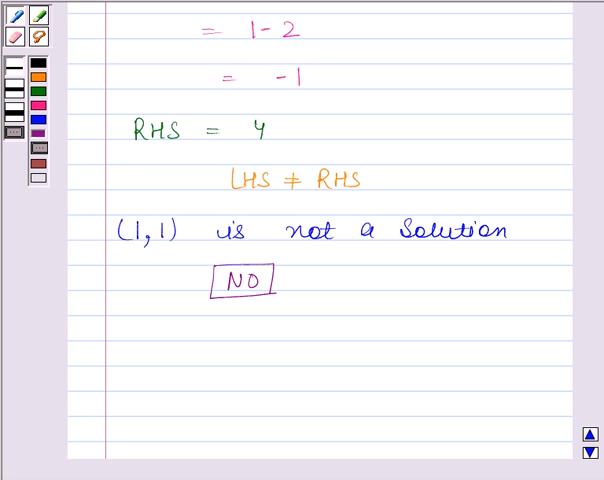 = 1 - 2
= -1
RHS = 4
LHS ≠ RHS
(1, 1) is not a solution
NO